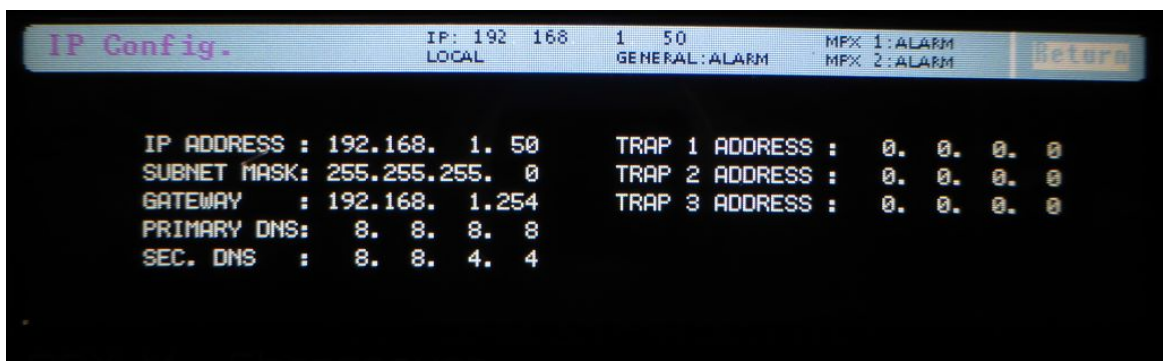 IP Config.
IP: 192 168 1 50
LOCAL GENERAL:ALARM
MPX 1:ALARM
MPX 2:ALARM
Return
IP ADDRESS : 192.168. 1. 50
SUBNET MASK: 255.255.255. 0
GATEWAY : 192.168. 1.254
PRIMARY DNS: 8. 8. 8. 8
SEC. DNS : 8. 8. 4. 4
TRAP 1 ADDRESS : 0. 0. 0. 0
TRAP 2 ADDRESS : 0. 0. 0. 0
TRAP 3 ADDRESS : 0. 0. 0. 0